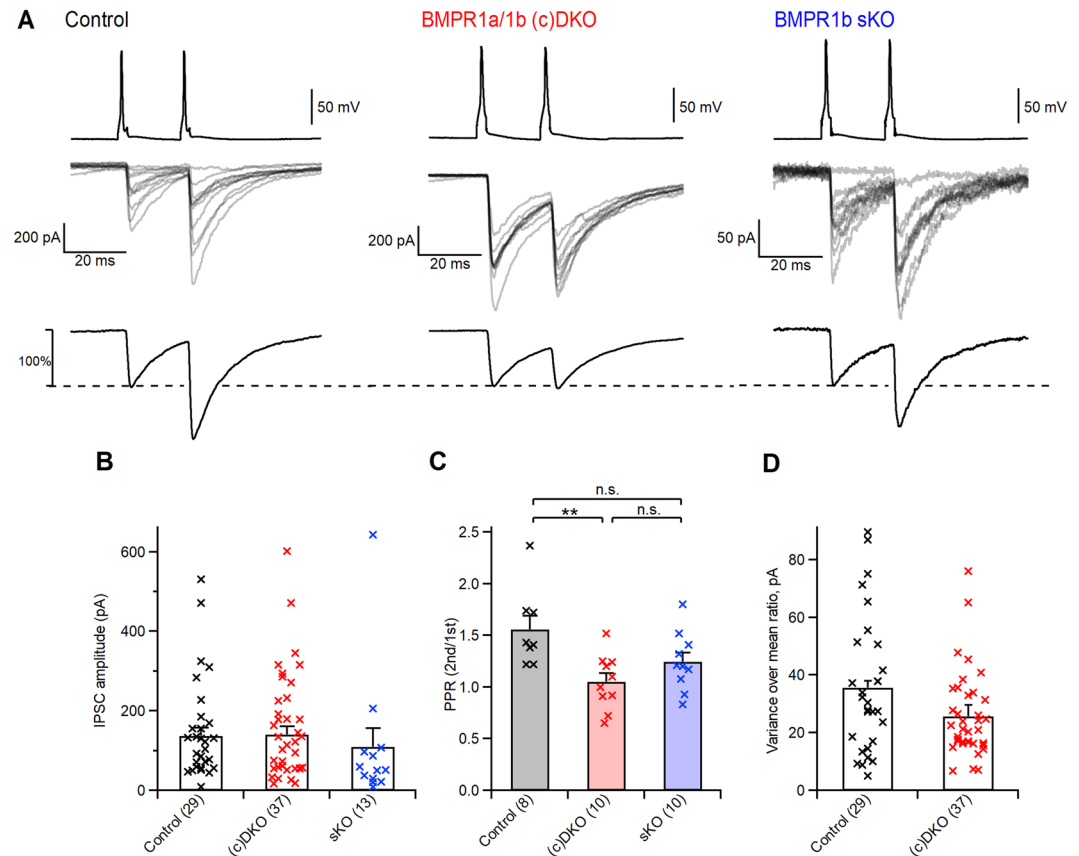 A
Control
BMPR1a/1b (c)DKO
BMPR1b sKO
50 mV
50 mV
50 mV
200 pA
20 ms
200 pA
20 ms
50 pA
20 ms
100%
B
C
D
n.s.
**
n.s.
IPSC amplitude (pA)
600
400
200
0
Control (29)
(c)DKO (37)
sKO (13)
PPR (2nd/1st)
2.5
2.0
1.5
1.0
0.5
0.0
Control (8)
(c)DKO (10)
sKO (10)
Variance over mean ratio, pA
80
60
40
20
0
Control (29)
(c)DKO (37)